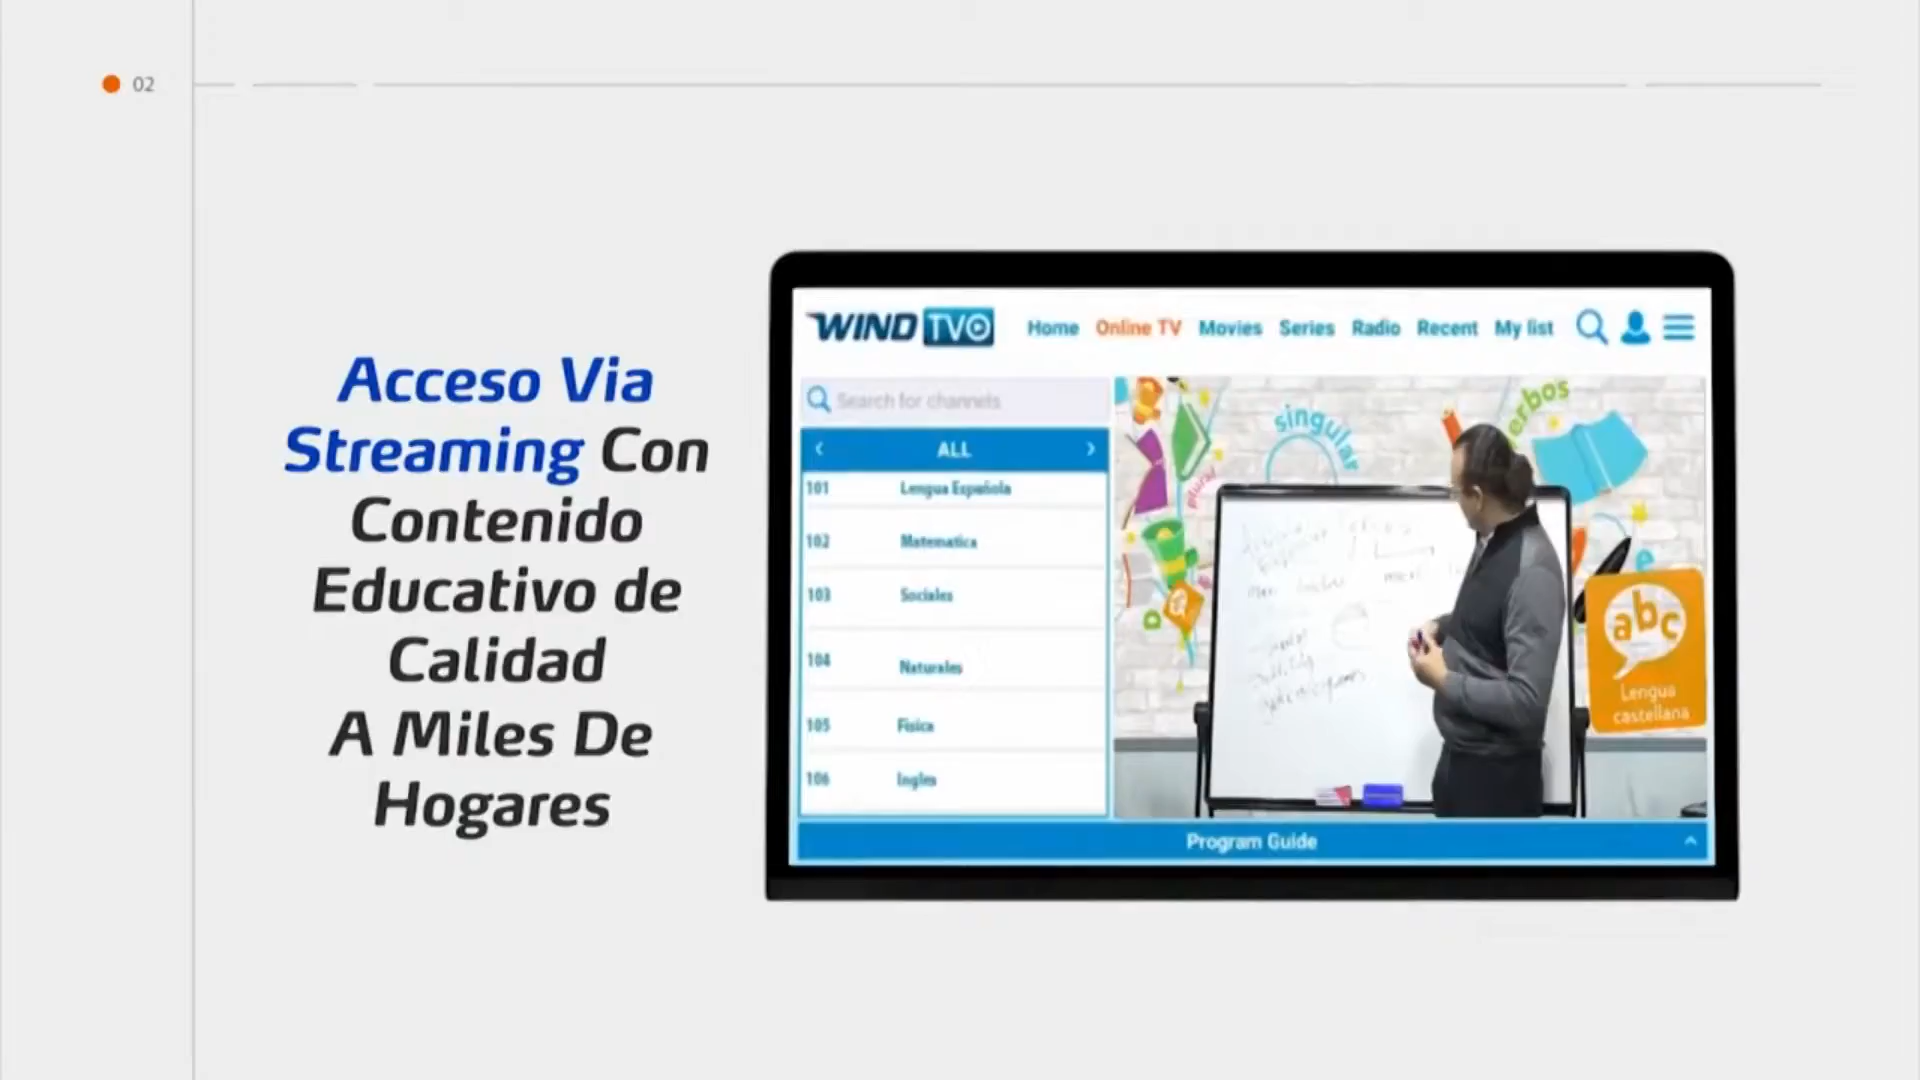 02
Acceso Via
Streaming Con
Contenido
Educativo de
Calidad
A Miles De
Hogares
WIND TVO
Home Online TV Movies Series Radio Recent My list
Search for channels
ALL
101 Lengua Española
102 Matematica
103 Sociales
104 Naturales
105 Fisica
106 Ingles
singular
plural
erbos
abc
Lengua
castellana
Program Guide